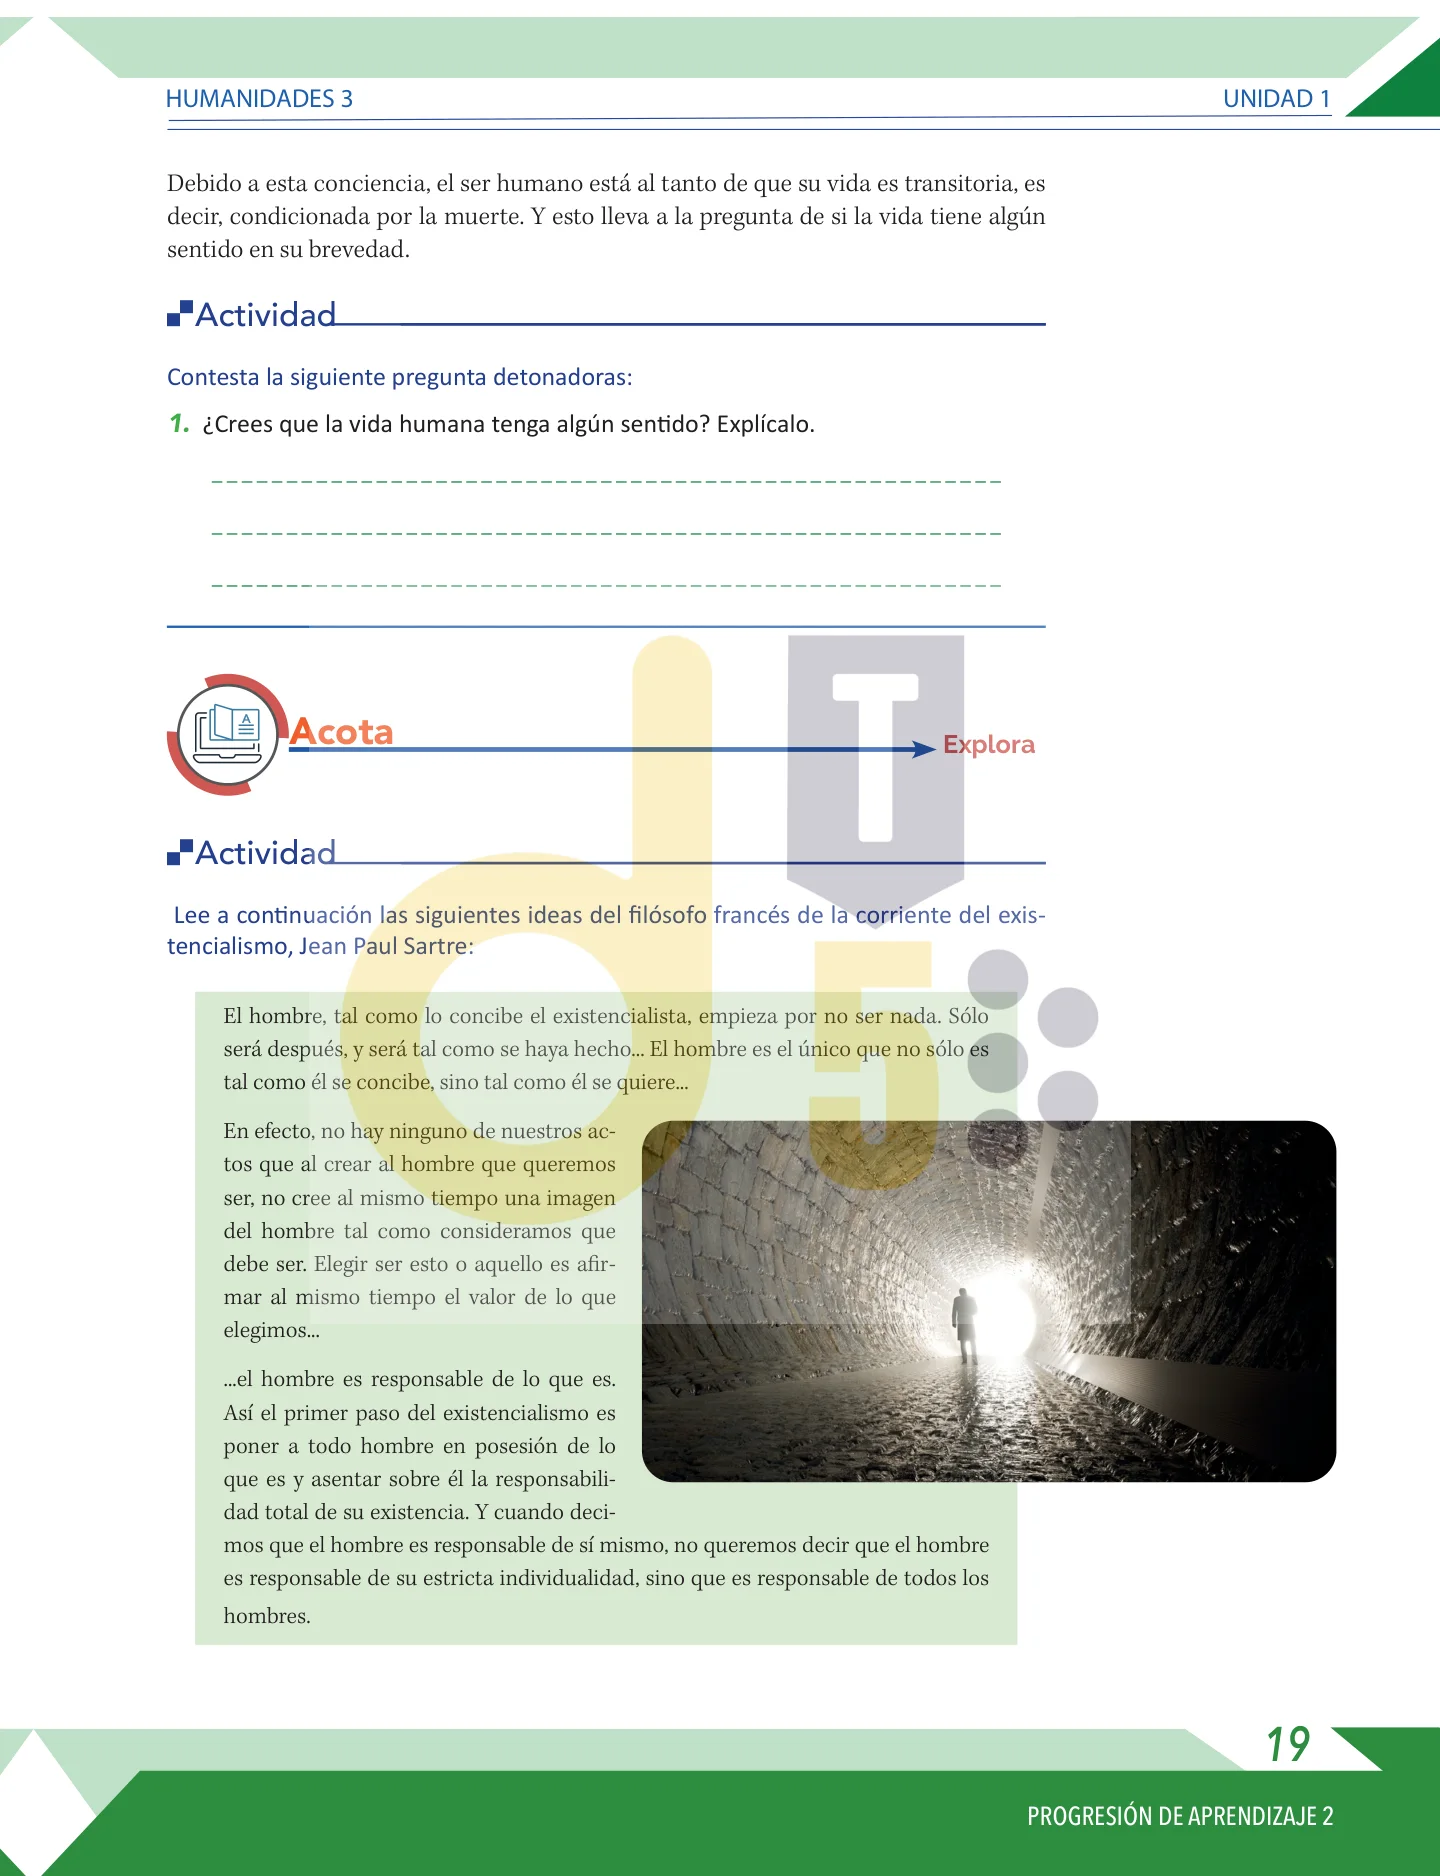 HUMANIDADES 3
UNIDAD 1
Debido a esta conciencia, el ser humano está al tanto de que su vida es transitoria, es
decir, condicionada por la muerte. Y esto lleva a la pregunta de si la vida tiene algún
sentido en su brevedad.
Actividad
Contesta la siguiente pregunta detonadoras:
1. ¿Crees que la vida humana tenga algún sentido? Explícalo.
A
Acota
Explora
Actividad
Lee a continuación las siguientes ideas del filósofo francés de la corriente del exis-
tencialismo, Jean Paul Sartre:
El hombre, tal como lo concibe el existencialista, empieza por no ser nada. Sólo
será después, y será tal como se haya hecho... El hombre es el único que no sólo es
tal como él se concibe, sino tal como él se quiere...
En efecto, no hay ninguno de nuestros ac-
tos que al crear al hombre que queremos
ser, no cree al mismo tiempo una imagen
del hombre tal como consideramos que
debe ser. Elegir ser esto o aquello es afir-
mar al mismo tiempo el valor de lo que
elegimos...
...el hombre es responsable de lo que es.
Así el primer paso del existencialismo es
poner a todo hombre en posesión de lo
que es y asentar sobre él la responsabili-
dad total de su existencia. Y cuando deci-
mos que el hombre es responsable de sí mismo, no queremos decir que el hombre
es responsable de su estricta individualidad, sino que es responsable de todos los
hombres.
d
T
5
19
PROGRESIÓN DE APRENDIZAJE 2